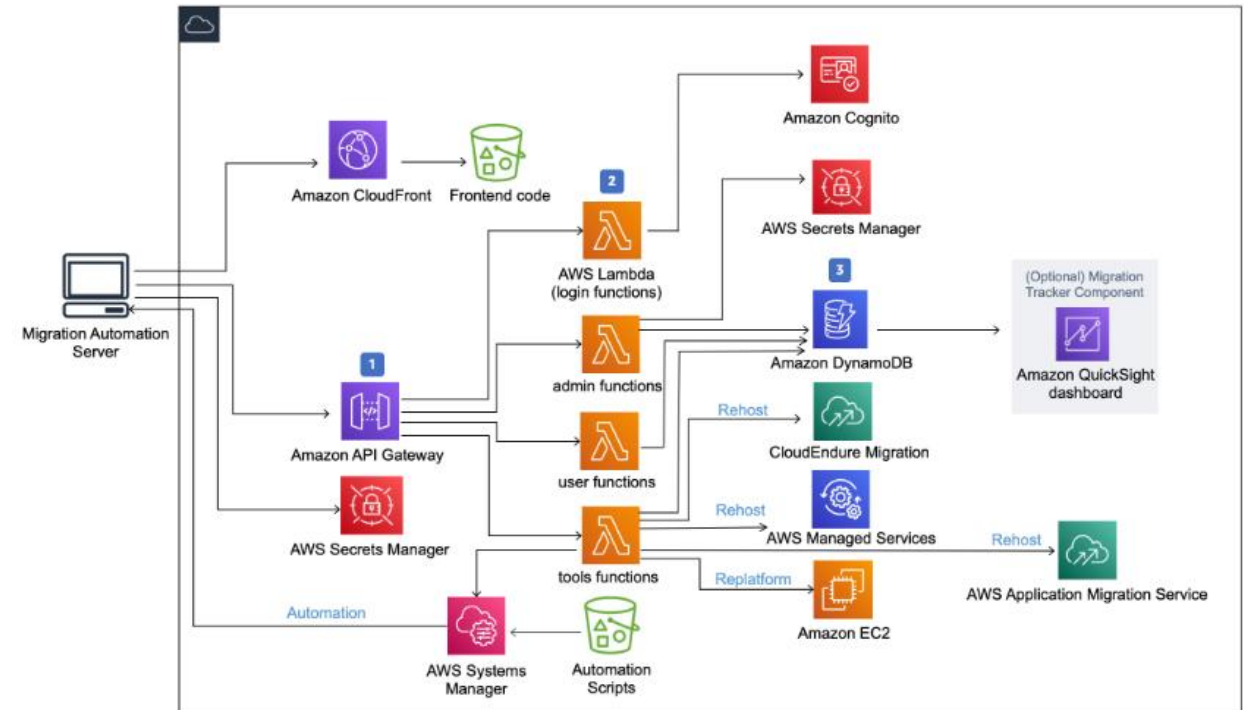 Amazon Cognito
Amazon CloudFront
Frontend code
2
AWS Secrets Manager
AWS Lambda
(login functions)
3
(Optional) Migration
Tracker Component
Migration Automation
Server
Amazon DynamoDB
Amazon QuickSight
dashboard
1
admin functions
Rehost
Amazon API Gateway
CloudEndure Migration
user functions
Rehost
AWS Secrets Manager
AWS Managed Services
Rehost
tools functions
Replatform
AWS Application Migration Service
Automation
Amazon EC2
AWS Systems
Manager
Automation
Scripts